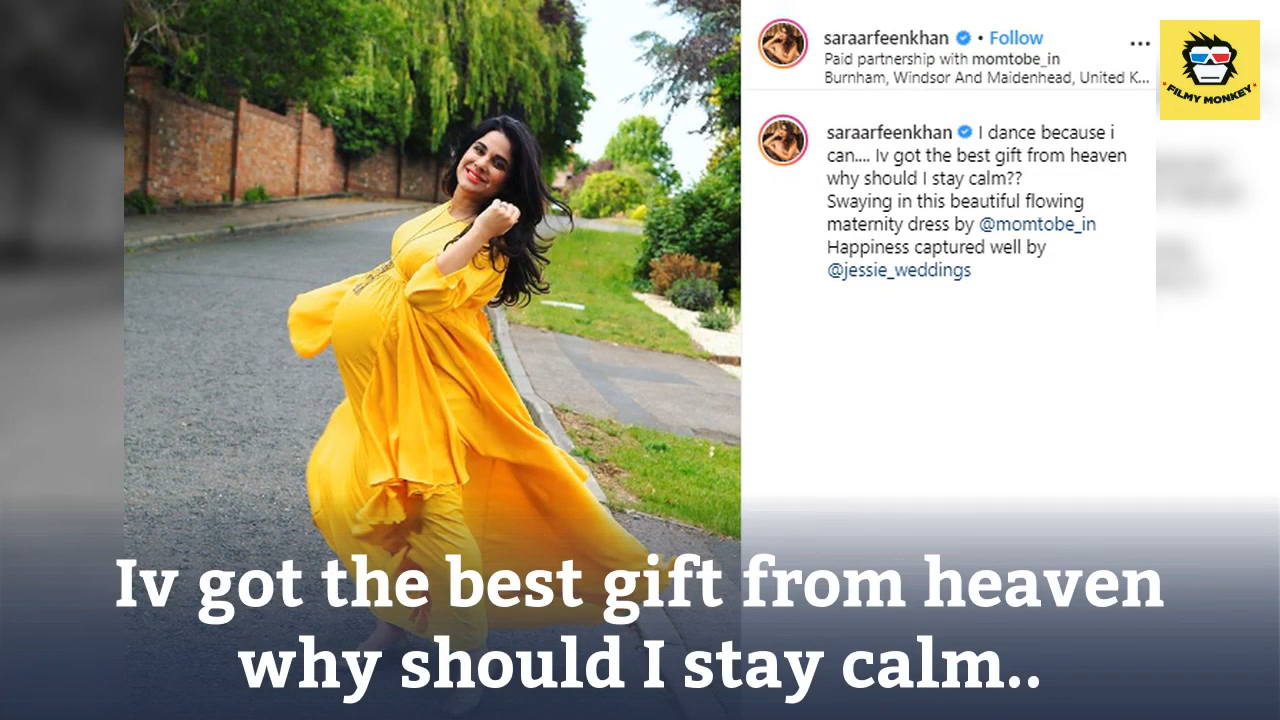 saraarfeenkhan • Follow
Paid partnership with momtobe_in
Burnham, Windsor And Maidenhead, United K...
FILMY MONKEY
saraarfeenkhan I dance because i
can.... Iv got the best gift from heaven
why should I stay calm??
Swaying in this beautiful flowing
maternity dress by @momtobe_in
Happiness captured well by
@jessie_weddings
Iv got the best gift from heaven
why should I stay calm..